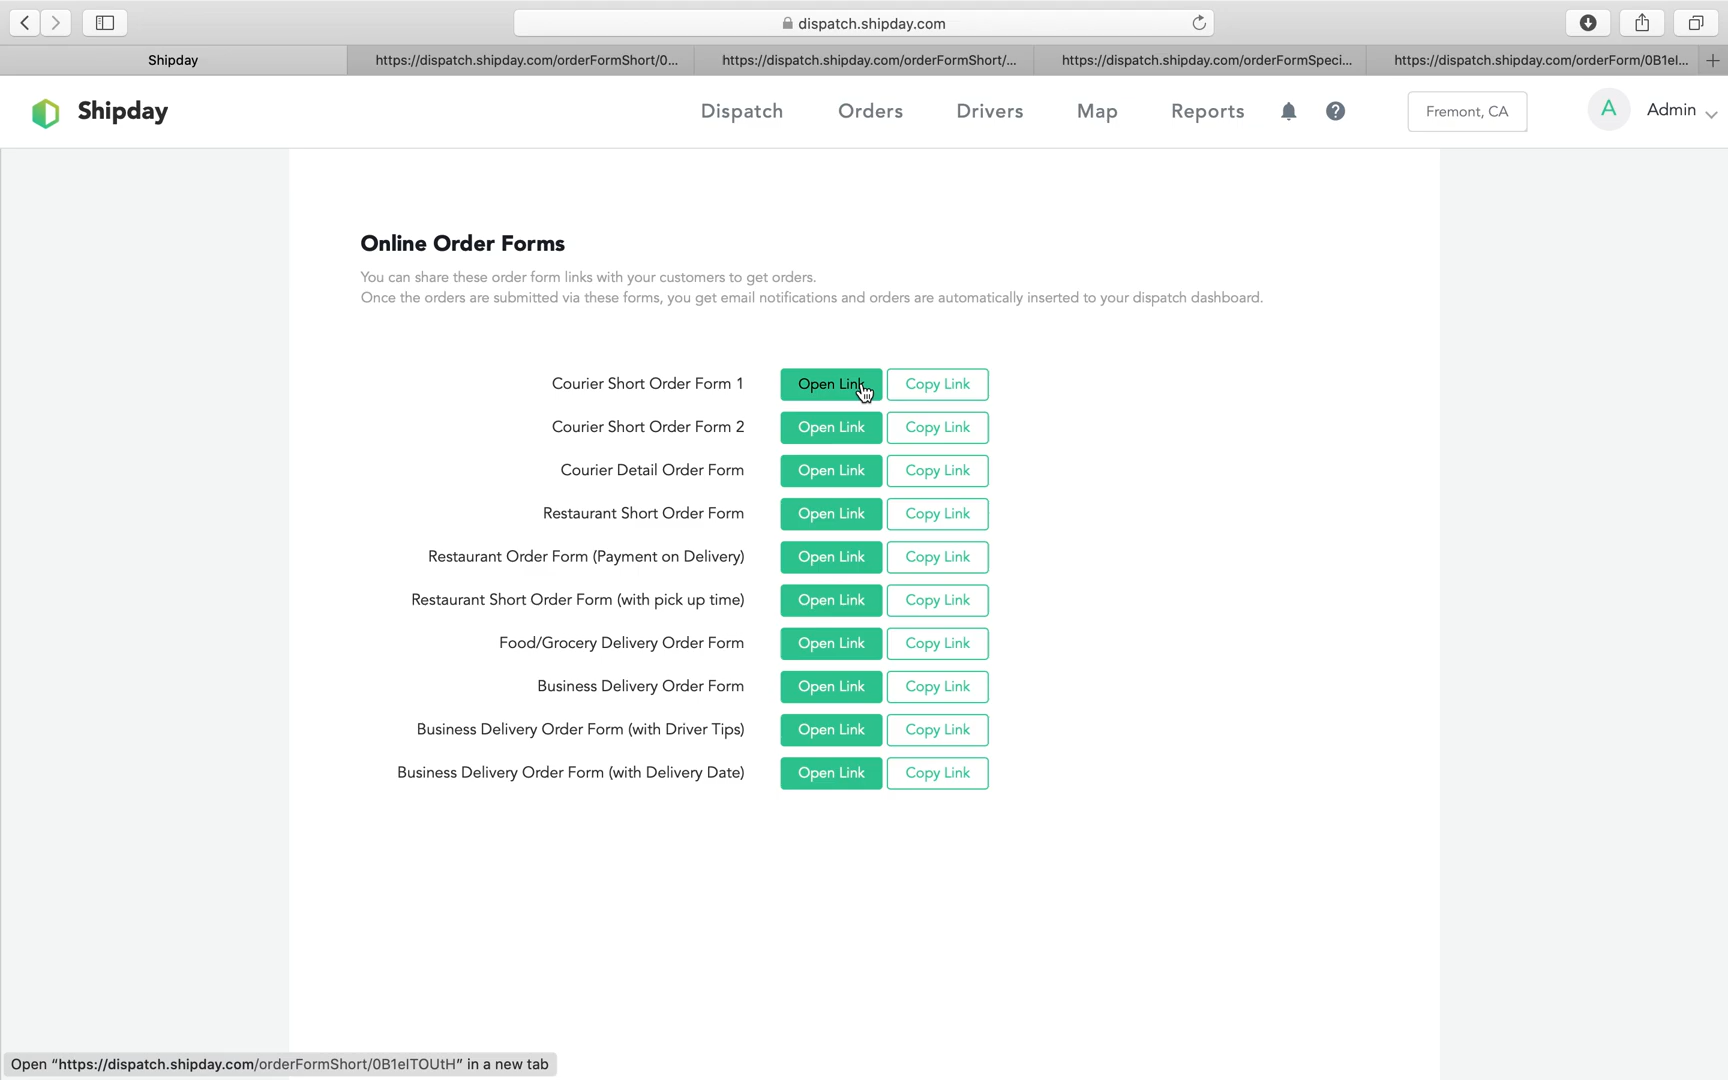 dispatch.shipday.com
Shipday
https://dispatch.shipday.com/orderFormShort/0...
https://dispatch.shipday.com/orderFormShort/...
https://dispatch.shipday.com/orderFormSpeci...
https://dispatch.shipday.com/orderForm/0B1el...
Shipday
Dispatch
Orders
Drivers
Map
Reports
Fremont, CA
A
Admin
Online Order Forms
You can share these order form links with your customers to get orders.
Once the orders are submitted via these forms, you get email notifications and orders are automatically inserted to your dispatch dashboard.
Courier Short Order Form 1 Open Link Copy Link
Courier Short Order Form 2 Open Link Copy Link
Courier Detail Order Form Open Link Copy Link
Restaurant Short Order Form Open Link Copy Link
Restaurant Order Form (Payment on Delivery) Open Link Copy Link
Restaurant Short Order Form (with pick up time) Open Link Copy Link
Food/Grocery Delivery Order Form Open Link Copy Link
Business Delivery Order Form Open Link Copy Link
Business Delivery Order Form (with Driver Tips) Open Link Copy Link
Business Delivery Order Form (with Delivery Date) Open Link Copy Link
Open "https://dispatch.shipday.com/orderFormShort/0B1elTOUtH" in a new tab